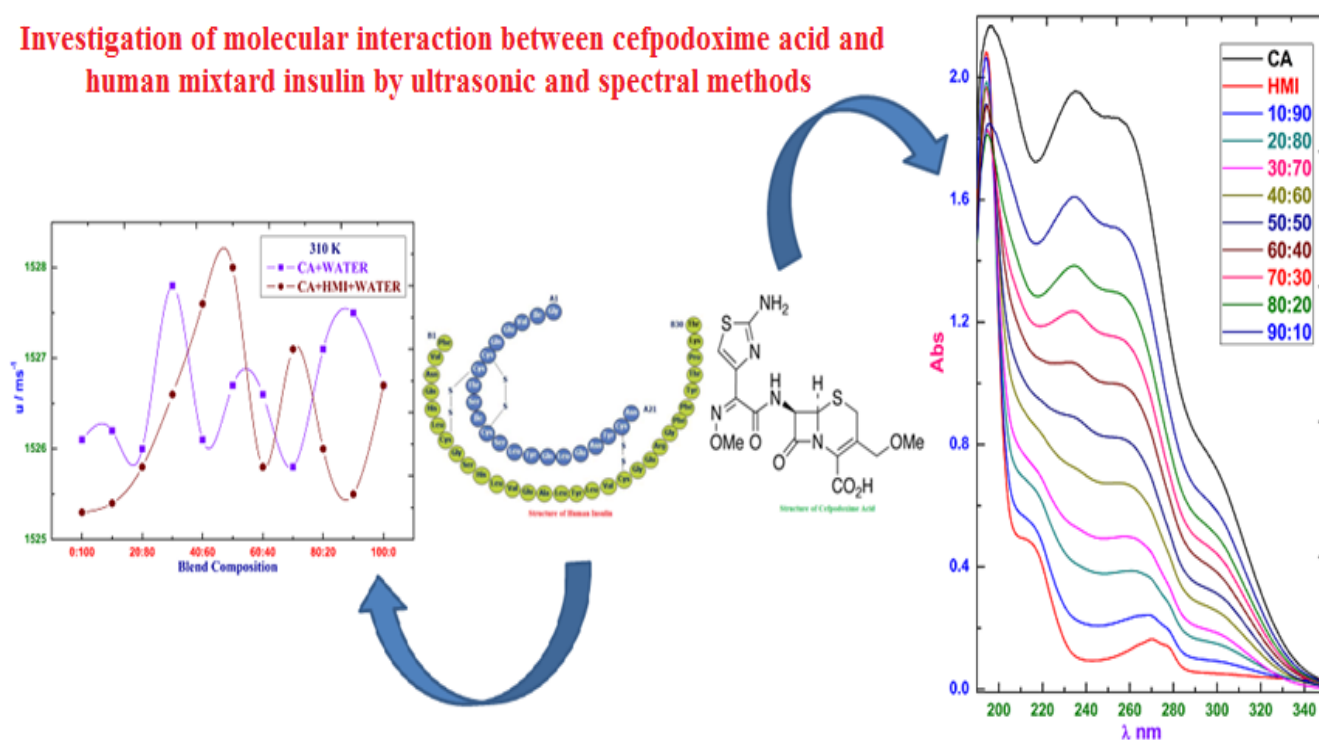 Investigation of molecular interaction between cefpodoxime acid and
human mixtard insulin by ultrasonic and spectral methods
310 K
CA+WATER
CA+HMI+WATER
1528
1527
1526
1525
u / ms⁻¹
0:100 20:80 40:60 60:40 80:20 100:0
Blend Composition
A1
B1
B30
A21
Structure of Human Insulin
NH₂
S
N
H
N
H
S
N
OMe
O
O
N
OMe
CO₂H
Structure of Cefpodoxime Acid
CA
HMI
10:90
20:80
30:70
40:60
50:50
60:40
70:30
80:20
90:10
2.0
1.6
1.2
0.8
0.4
0.0
Abs
200 220 240 260 280 300 320 340
λ nm